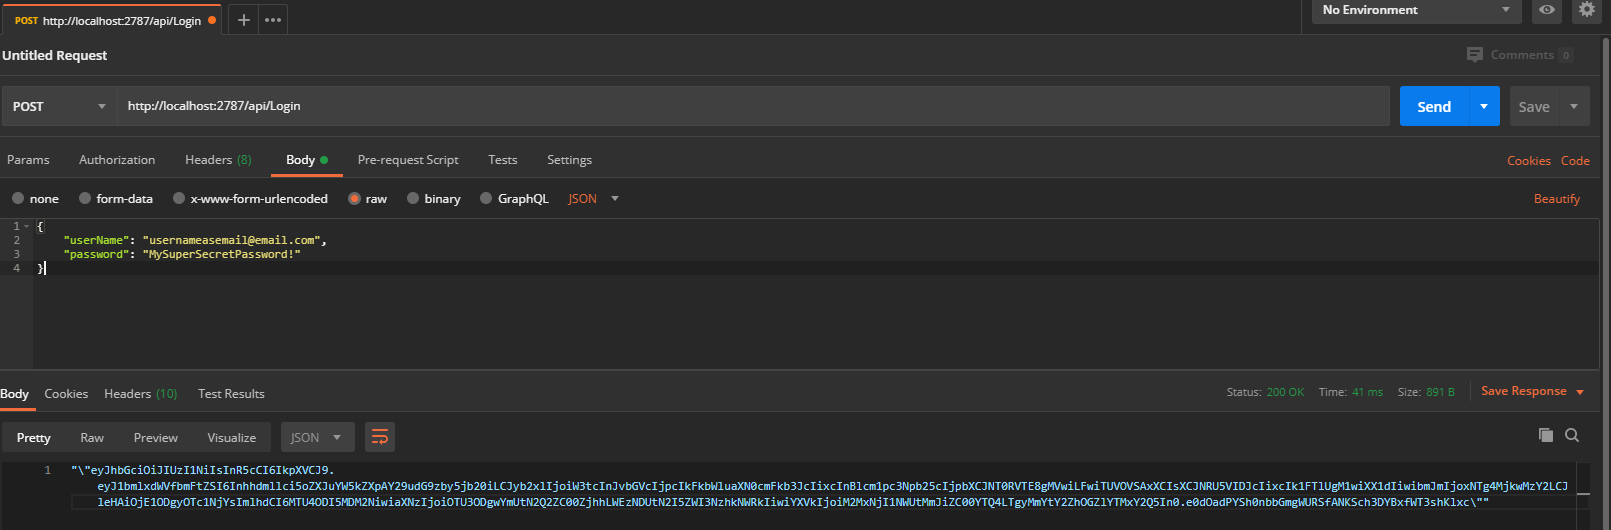 POST http://localhost:2787/api/Login
No Environment
Untitled Request
Comments 0
POST http://localhost:2787/api/Login Send Save
Params Authorization Headers (8) Body Pre-request Script Tests Settings Cookies Code
none form-data x-www-form-urlencoded raw binary GraphQL JSON Beautify
1 {
2 "userName": "usernameasemail@email.com",
3 "password": "MySuperSecretPassword!"
4 }
Body Cookies Headers (10) Test Results Status: 200 OK Time: 41 ms Size: 891 B Save Response
Pretty Raw Preview Visualize JSON
1 "\"eyJhbGciOiJIUzI1NiIsInR5cCI6IkpXVCJ9.